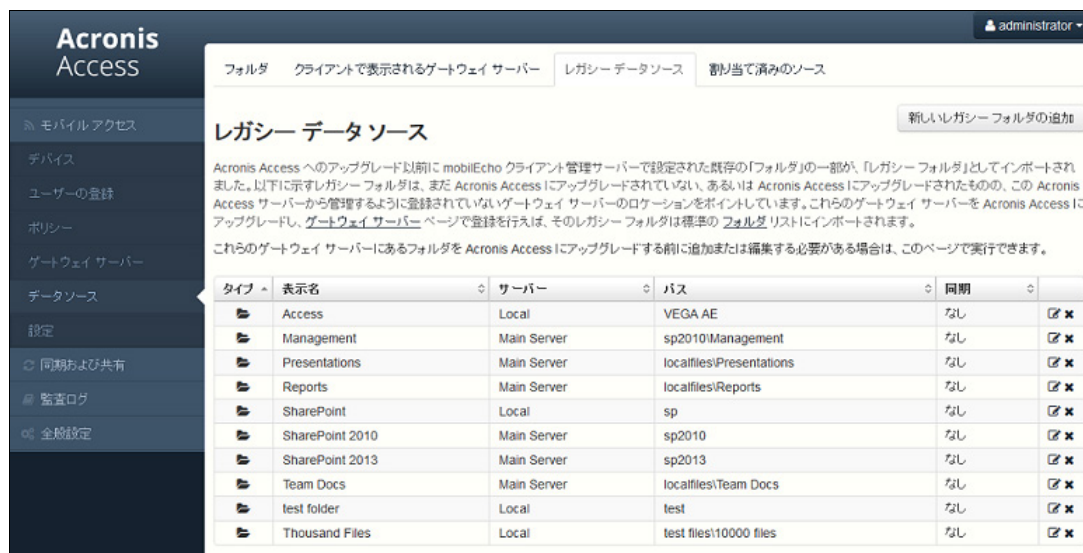 Acronis
Access
administrator
モバイル アクセス
デバイス
ユーザーの登録
ポリシー
ゲートウェイ サーバー
データソース
設定
同期および共有
監査ログ
全般設定
フォルダ クライアントで表示されるゲートウェイ サーバー レガシー データソース 割り当て済みのソース
レガシー データ ソース
新しいレガシー フォルダの追加
Acronis Access へのアップグレード以前に mobilEcho クライアント管理サーバーで設定された既存の「フォルダ」の一部が、「レガシー フォルダ」としてインポートされ
ました。以下に示すレガシー フォルダは、まだ Acronis Access にアップグレードされていない、あるいは Acronis Access にアップグレードされたものの、この Acronis
Access サーバーから管理するように登録されていないゲートウェイ サーバーのロケーションをポイントしています。これらのゲートウェイ サーバーを Acronis Access に
アップグレードし、ゲートウェイ サーバー ページで登録を行えば、そのレガシー フォルダは標準の フォルダ リストにインポートされます。
これらのゲートウェイ サーバーにあるフォルダを Acronis Access にアップグレードする前に追加または編集する必要がある場合は、このページで実行できます。
タイプ 表示名 サーバー パス 同期
Access Local VEGA AE なし
Management Main Server sp2010\Management なし
Presentations Main Server localfiles\Presentations なし
Reports Main Server localfiles\Reports なし
SharePoint Local sp なし
SharePoint 2010 Main Server sp2010 なし
SharePoint 2013 Main Server sp2013 なし
Team Docs Main Server localfiles\Team Docs なし
test folder Local test なし
Thousand Files Local test files\10000 files なし